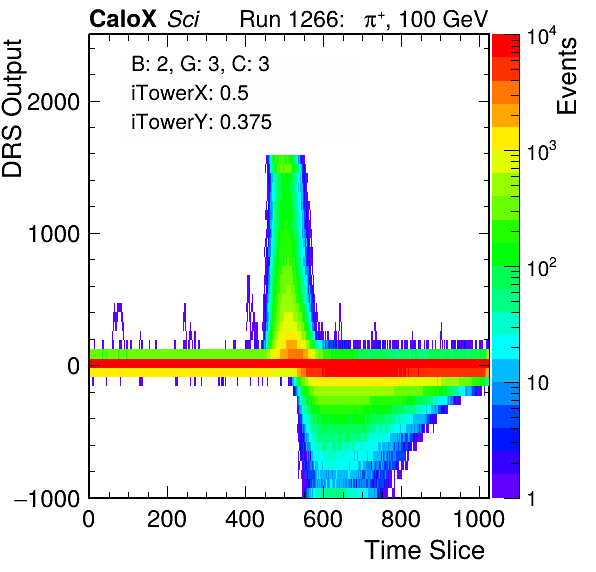 CaloX Sci Run 1266: π⁺, 100 GeV
B: 2, G: 3, C: 3
iTowerX: 0.5
iTowerY: 0.375
DRS Output
2000
1000
0
−1000
0 200 400 600 800 1000
Time Slice
Events
10⁴
10³
10²
10
1